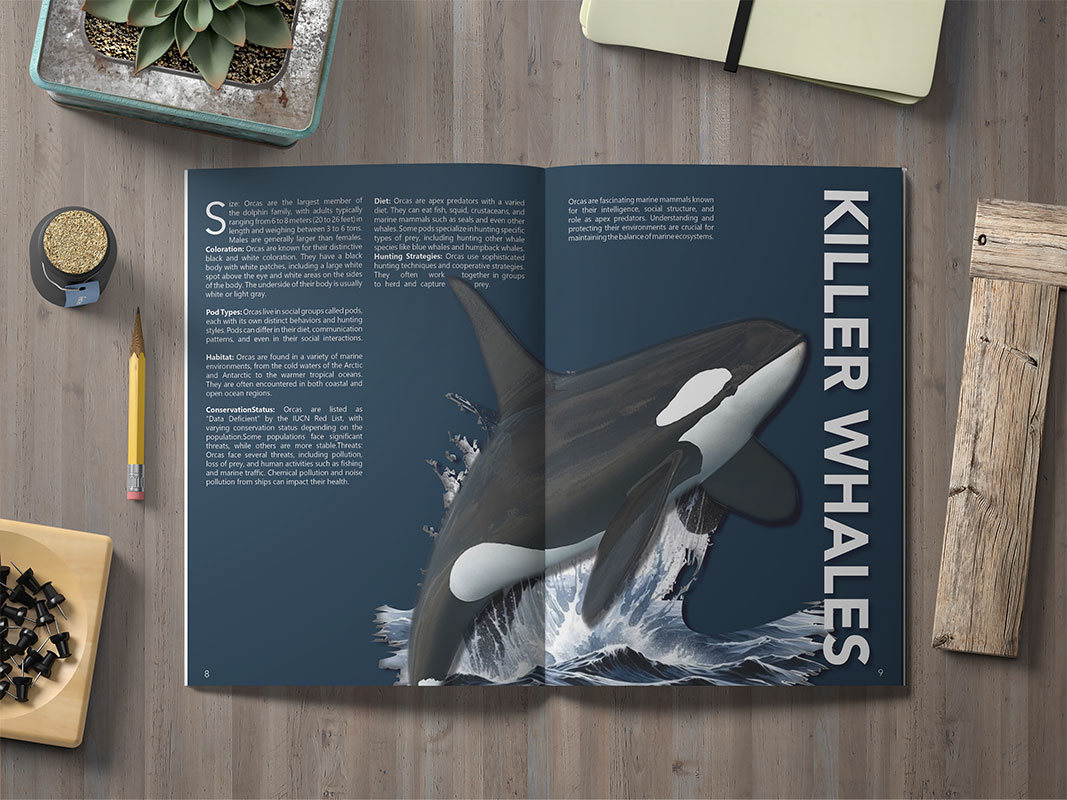 Size: Orcas are the largest member of
the dolphin family, with adults typically
ranging from 6 to 8 meters (20 to 26 feet) in
length and weighing between 3 to 6 tons.
Males are generally larger than females.
Coloration: Orcas are known for their distinctive
black and white coloration. They have a black
body with white patches, including a large white
spot above the eye and white areas on the sides
of the body. The underside of their body is usually
white or light gray.
Pod Types: Orcas live in social groups called pods,
each with its own distinct behaviors and hunting
styles. Pods can differ in their diet, communication
patterns, and even in their social interactions.
Habitat: Orcas are found in a variety of marine
environments, from the cold waters of the Arctic
and Antarctic to the warmer tropical oceans.
They are often encountered in both coastal and
open ocean regions.
ConservationStatus: Orcas are listed as
"Data Deficient" by the IUCN Red List, with
varying conservation status depending on the
population.Some populations face significant
threats, while others are more stable.Threats:
Orcas face several threats, including pollution,
loss of prey, and human activities such as fishing
and marine traffic. Chemical pollution and noise
pollution from ships can impact their health.
Diet: Orcas are apex predators with a varied
diet. They can eat fish, squid, crustaceans, and
marine mammals such as seals and even other
whales. Some pods specialize in hunting specific
types of prey, including hunting other whale
species like blue whales and humpback whales.
Hunting Strategies: Orcas use sophisticated
hunting techniques and cooperative strategies.
They often work together in groups
to herd and capture prey.
8
Orcas are fascinating marine mammals known
for their intelligence, social structure, and
role as apex predators. Understanding and
protecting their environments are crucial for
maintaining the balance of marine ecosystems.
KILLER WHALES
9